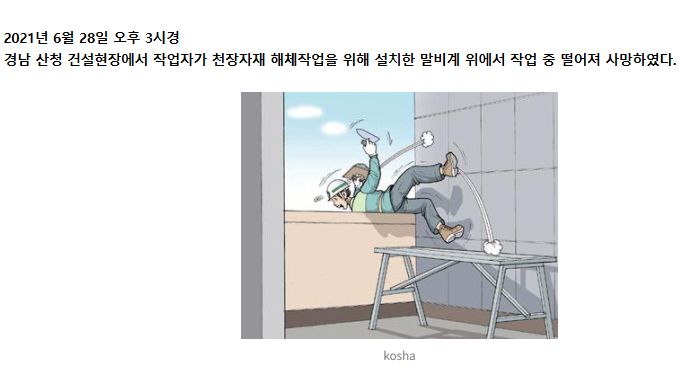 2021년 6월 28일 오후 3시경
경남 산청 건설현장에서 작업자가 천장자재 해체작업을 위해 설치한 말비계 위에서 작업 중 떨어져 사망하였다.
kosha